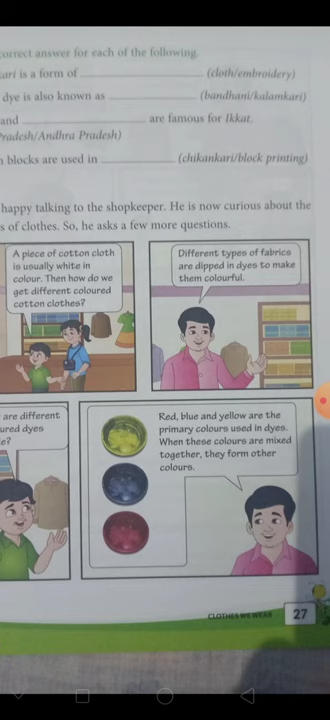 correct answer for each of the following.
kari is a form of (cloth/embroidery)
dye is also known as (bandhani/kalamkari)
and are famous for Ikkat.
Pradesh/Andhra Pradesh)
blocks are used in (chikankari/block printing)
happy talking to the shopkeeper. He is now curious about the
s of clothes. So, he asks a few more questions.
A piece of cotton cloth
is usually white in
colour. Then how do we
get different coloured
cotton clothes?
Different types of fabrics
are dipped in dyes to make
them colourful.
are different
ured dyes
e?
Red, blue and yellow are the
primary colours used in dyes.
When these colours are mixed
together, they form other
colours.
CLOTHES WE WEAR 27